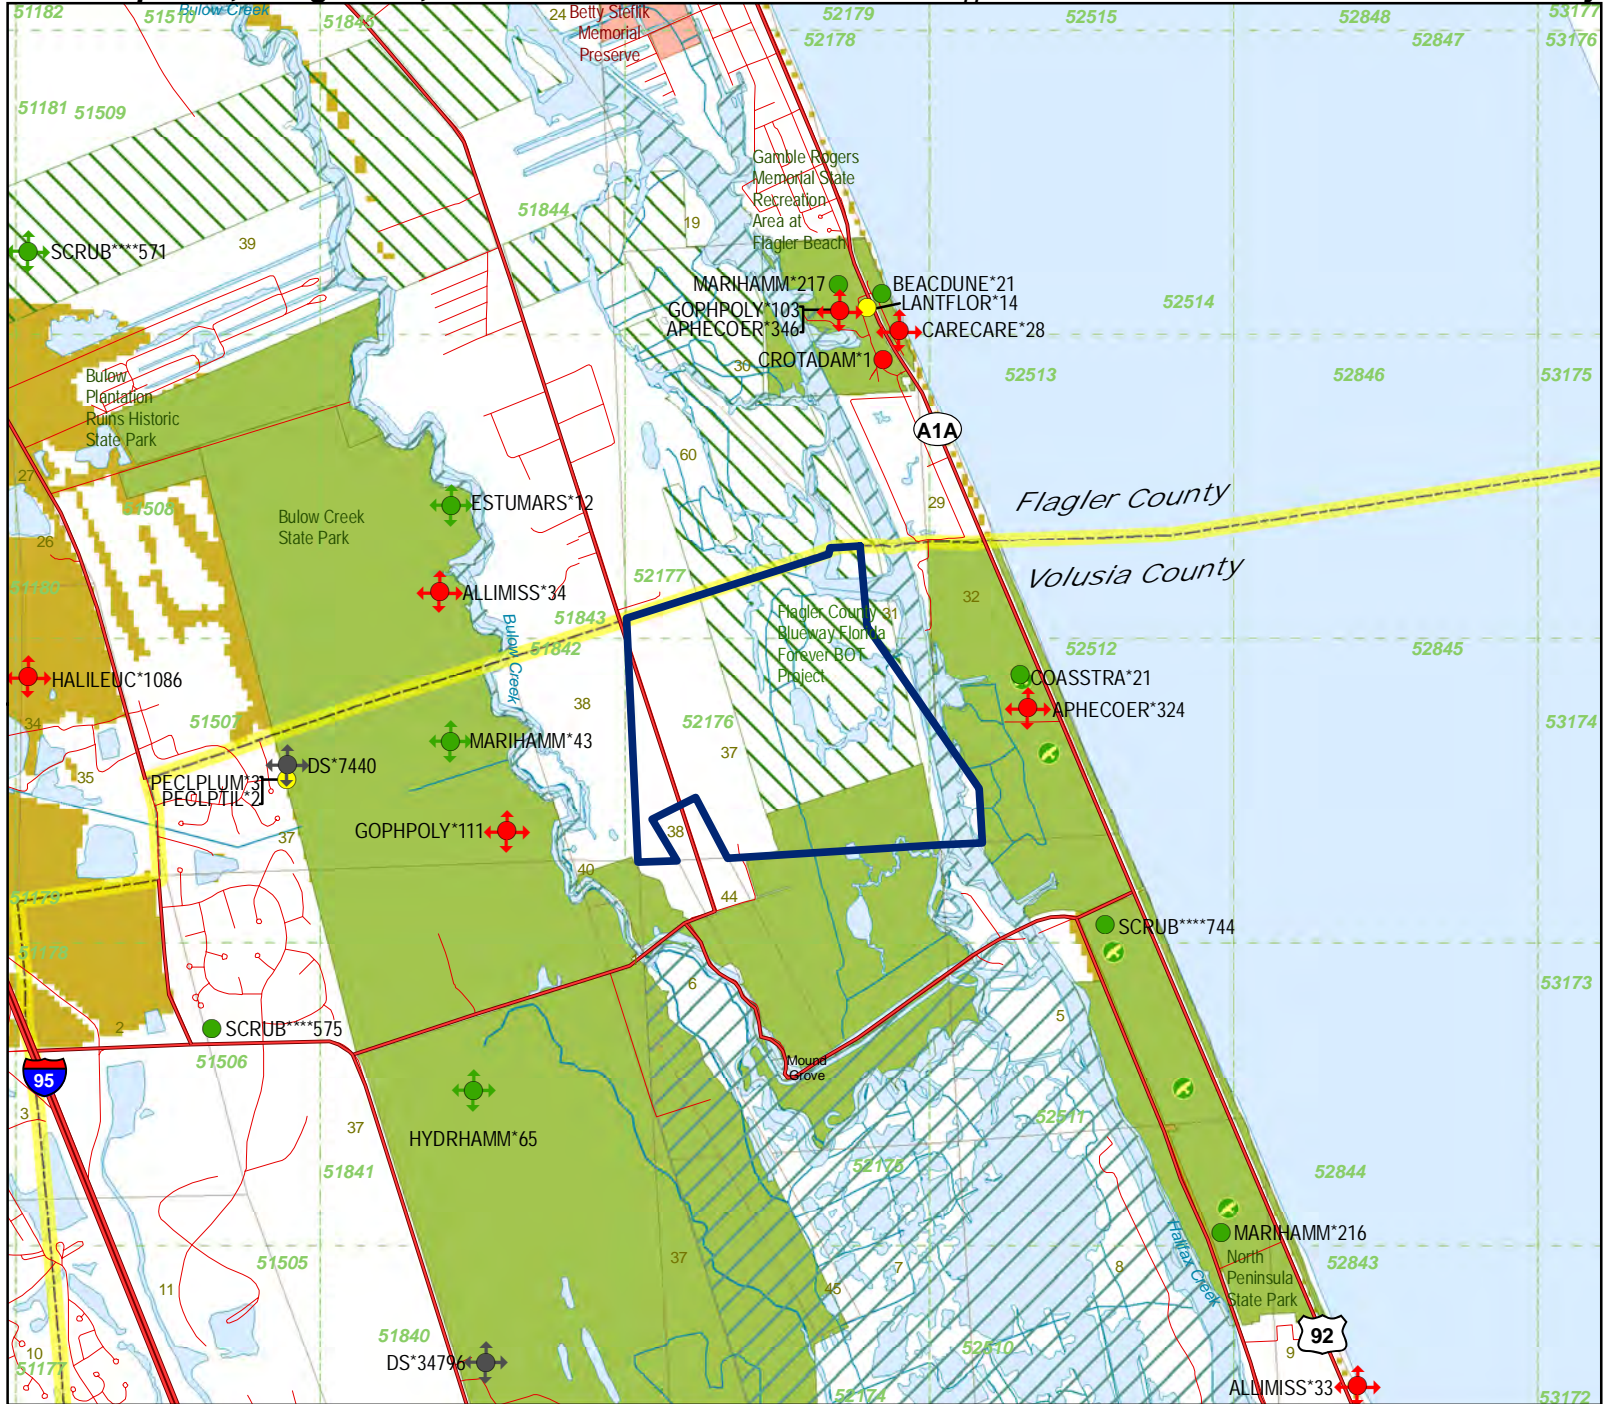 51182
51510
Bulow Creek
51845
24
Betty Steflik
Memorial
Preserve
52179
52178
52515
52848
52847
53177
53176
51181
51509
Gamble Rogers
Memorial State
Recreation
Area at
Flagler Beach
51844
19
39
SCRUB****571
MARIHAMM*217
BEACDUNE*21
LANTFLOR*14
GOPHPOLY*103
APHECOER*346
CARECARE*28
CROTADAM*1
52514
30
52513
52846
53175
Bulow
Plantation
Ruins Historic
State Park
A1A
60
27
29
51508
ESTUMARS*12
Bulow Creek
State Park
Flagler County
Volusia County
26
51180
ALLIMISS*34
52177
51843
51842
Bulow Creek
Flagler County
Blueway Florida
Forever BOT
Project
31
32
52512
52845
HALILEUC*1086
COASSTRA*21
APHECOER*324
34
51507
38
52176
37
53174
MARIHAMM*43
DS*7440
35
PECLPLUM*3
PECLPTIL*2
GOPHPOLY*111
37
38
40
44
51179
SCRUB****744
51178
6
53173
2
SCRUB****575
51506
5
95
Mound
Grove
3
HYDRHAMM*65
37
52511
51841
52175
52844
Halifax Creek
MARIHAMM*216
North
Peninsula
State Park
51505
37
7
8
52843
11
45
51840
10
51177
DS*34796
52510
92
9
52174
ALLIMISS*33
53172